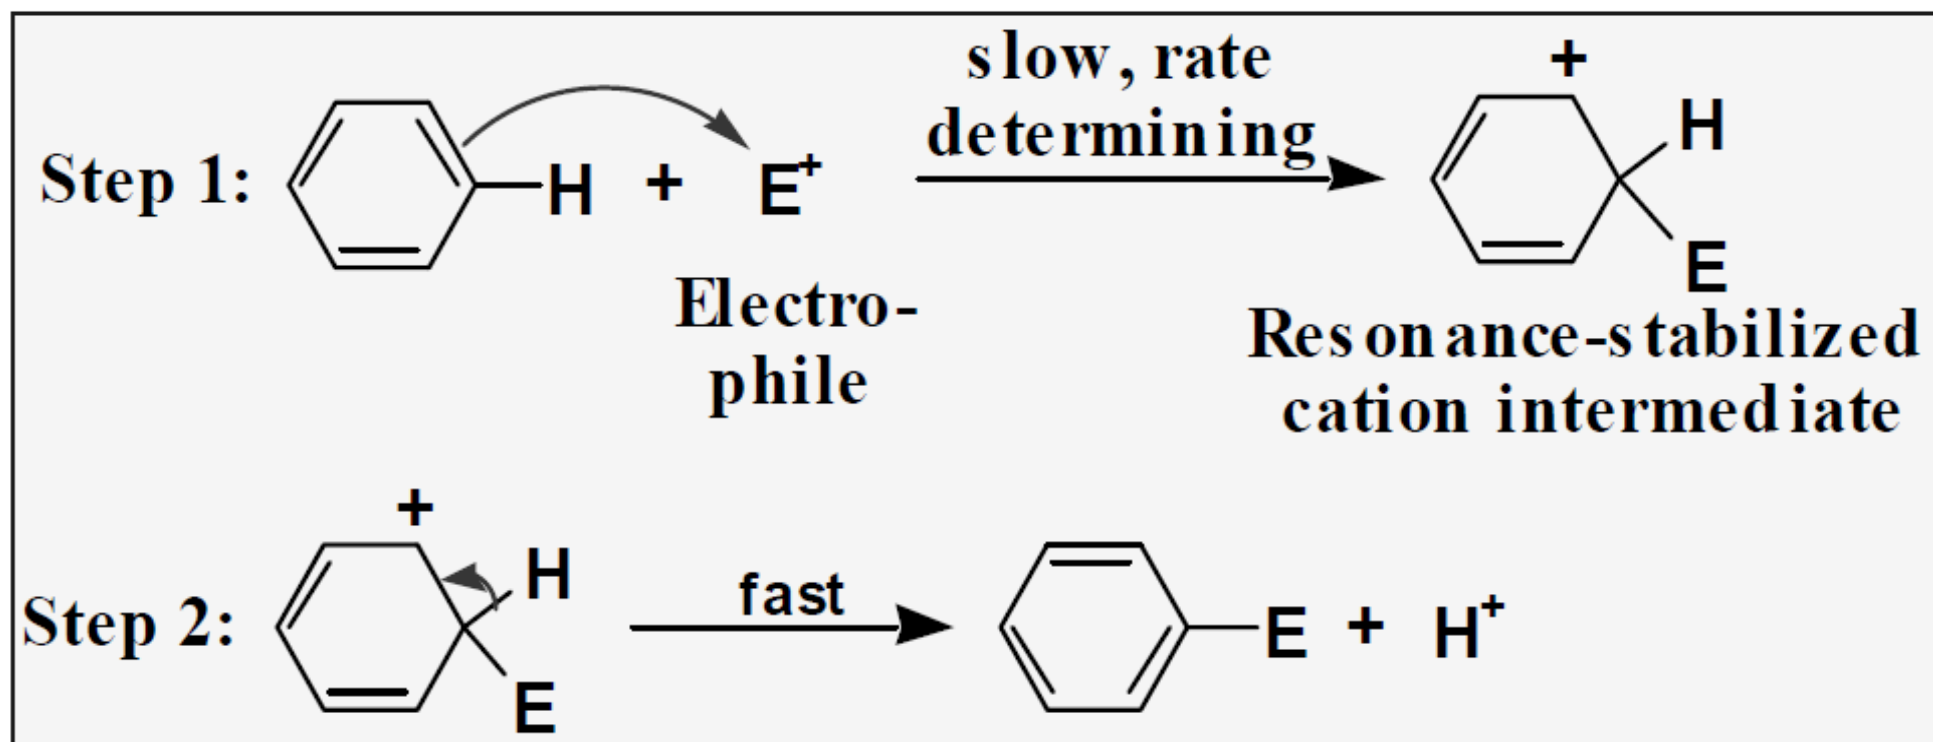 slow, rate
determining
+
H
Step 1:
H + E+
E
Electro-
phile
Resonance-stabilized
cation intermediate
+
H
Step 2:
fast
E + H+
E